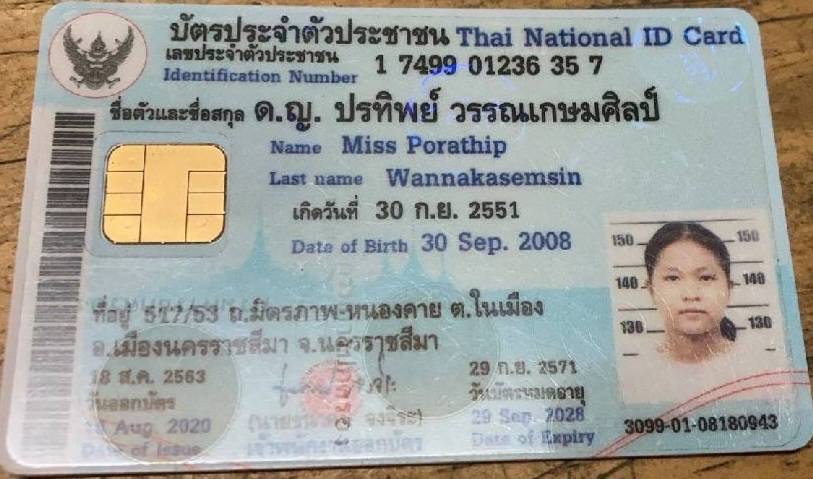 บัตรประจำตัวประชาชน Thai National ID Card
เลขประจำตัวประชาชน
Identification Number 1 7499 01236 35 7
ชื่อตัวและชื่อสกุล ด.ญ. ปรทิพย์ วรรณเกษมศิลป์
Name Miss Porathip
Last name Wannakasemsin
เกิดวันที่ 30 ก.ย. 2551
Date of Birth 30 Sep. 2008
150 150
140 140
130 130
ที่อยู่ 517/53 ถ.มิตรภาพ-หนองคาย ต.ในเมือง
อ.เมืองนครราชสีมา จ.นครราชสีมา
18 ส.ค. 2563
วันออกบัตร
18 Aug. 2020
Date of Issue
เจ้าพนักงานออกบัตร
29 ก.ย. 2571
วันบัตรหมดอายุ
29 Sep. 2028
Date of Expiry
3099-01-08180943